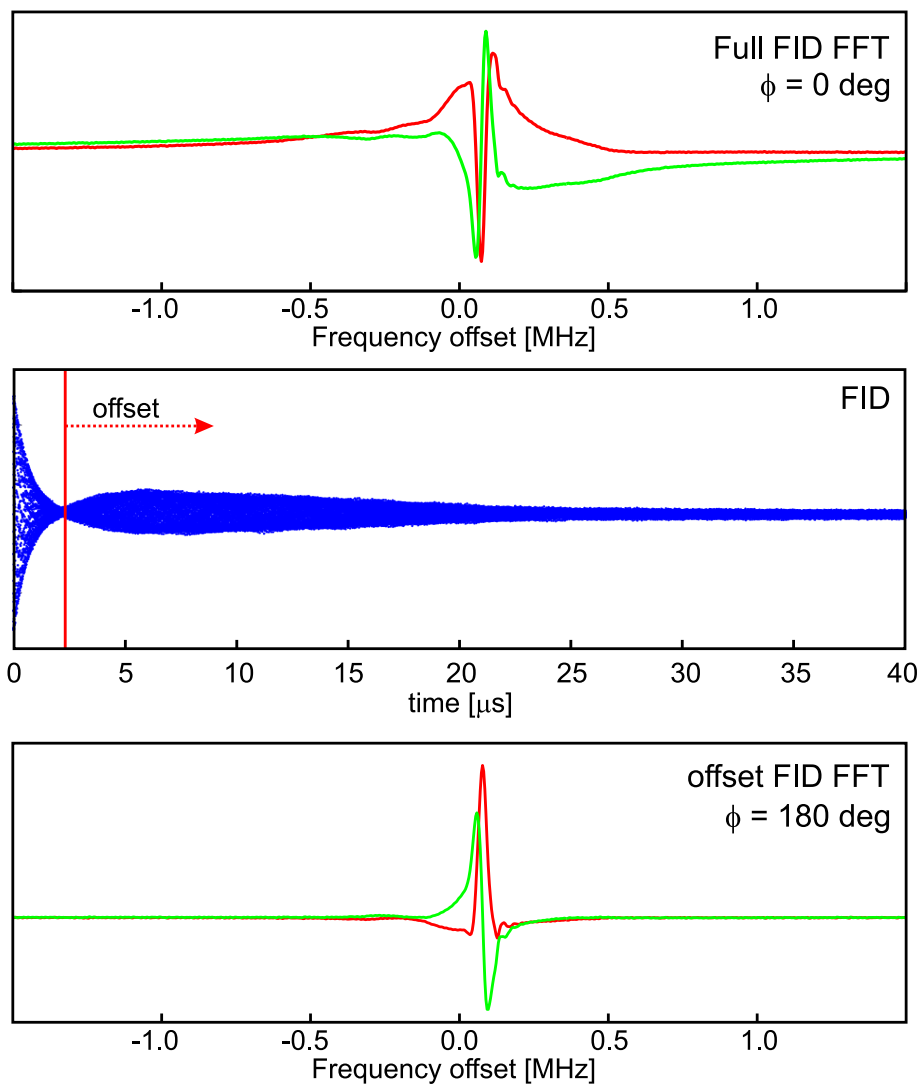 Full FID FFT
ϕ = 0 deg
-1.0 -0.5 0.0 0.5 1.0
Frequency offset [MHz]
offset
FID
0 5 10 15 20 25 30 35 40
time [μs]
offset FID FFT
ϕ = 180 deg
-1.0 -0.5 0.0 0.5 1.0
Frequency offset [MHz]